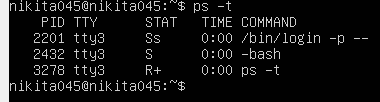 nikita045@nikita045:~$ ps -t
PID TTY STAT TIME COMMAND
2201 tty3 Ss 0:00 /bin/login -p --
2432 tty3 S 0:00 -bash
3278 tty3 R+ 0:00 ps -t
nikita045@nikita045:~$